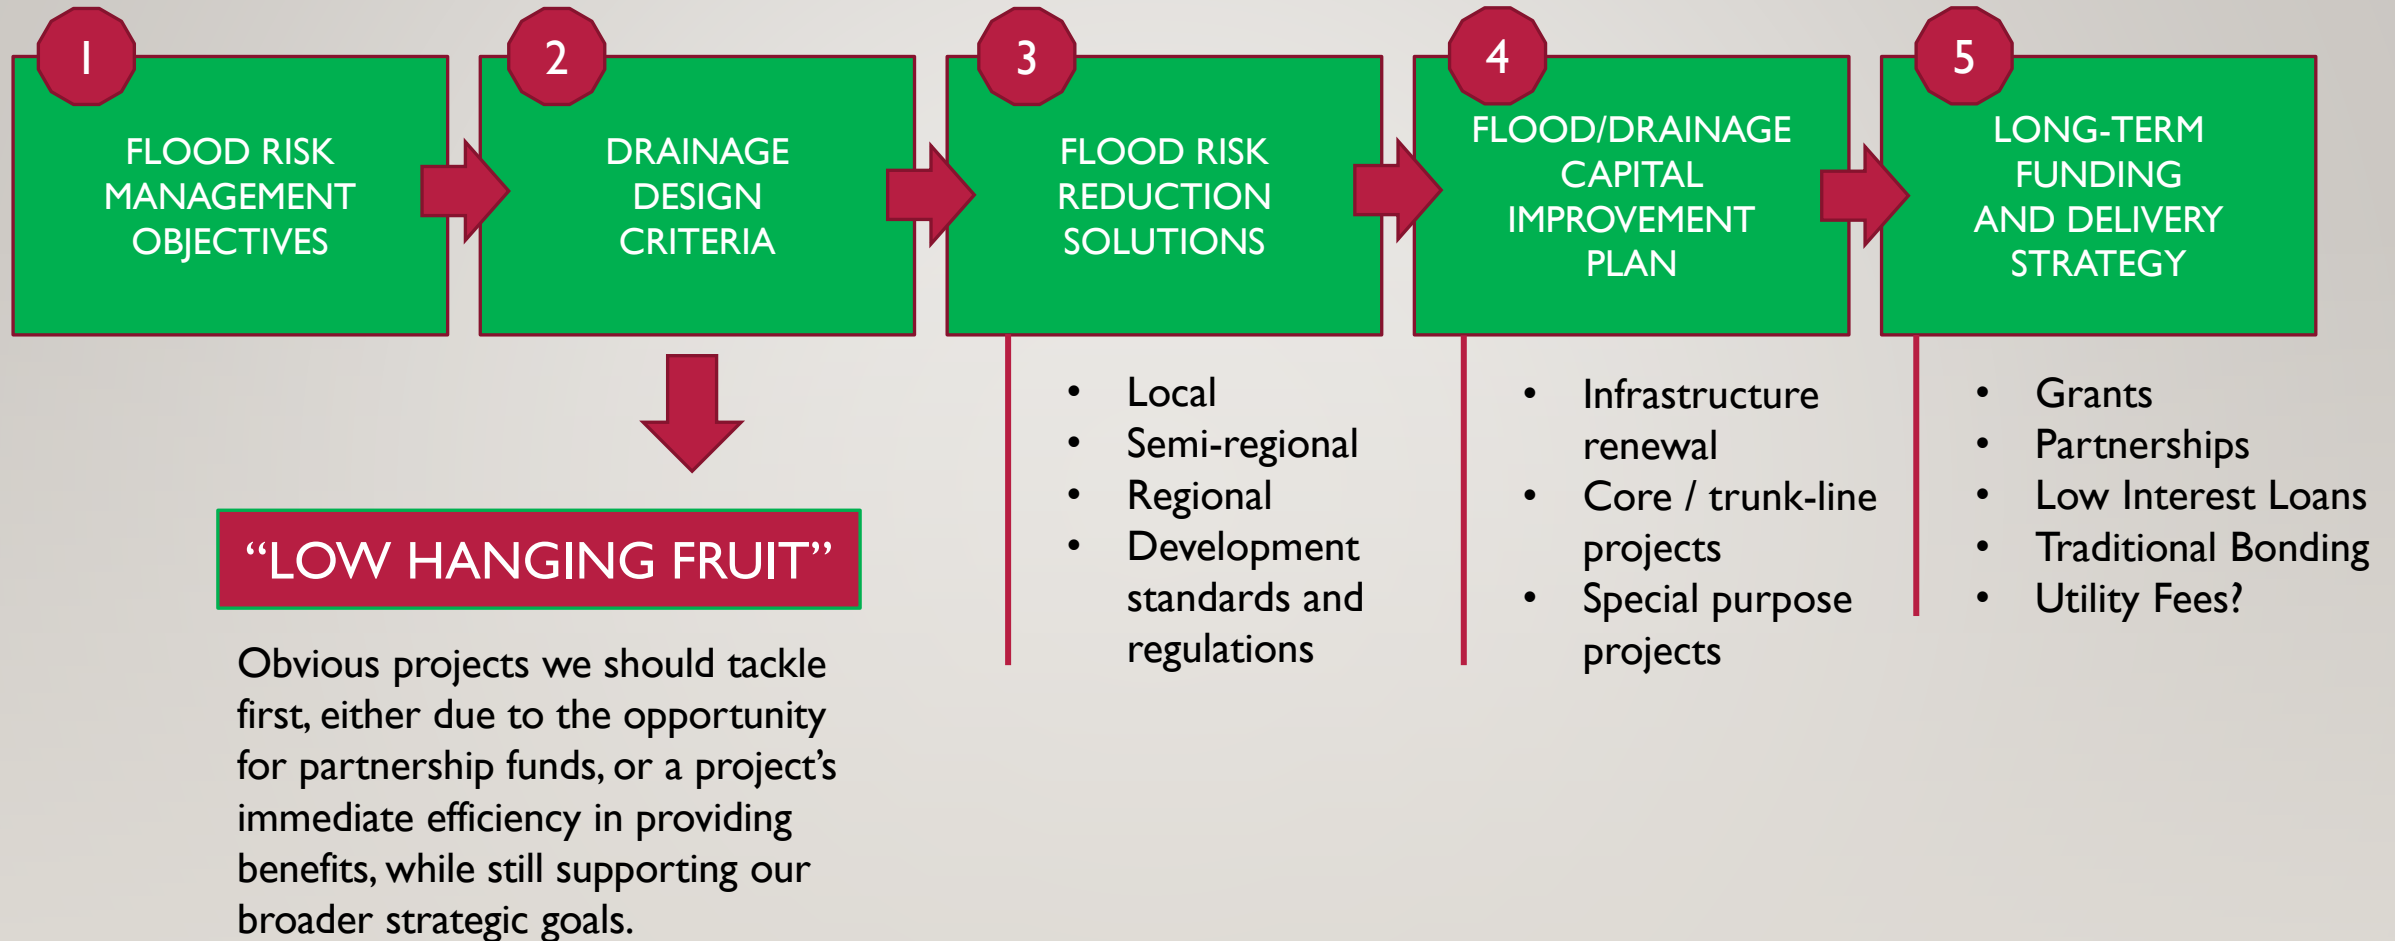 1
FLOOD RISK
MANAGEMENT
OBJECTIVES
2
DRAINAGE
DESIGN
CRITERIA
3
FLOOD RISK
REDUCTION
SOLUTIONS
4
FLOOD/DRAINAGE
CAPITAL
IMPROVEMENT
PLAN
5
LONG-TERM
FUNDING
AND DELIVERY
STRATEGY
“LOW HANGING FRUIT”
Obvious projects we should tackle
first, either due to the opportunity
for partnership funds, or a project’s
immediate efficiency in providing
benefits, while still supporting our
broader strategic goals.
• Local
• Semi-regional
• Regional
• Development
standards and
regulations
• Infrastructure
renewal
• Core / trunk-line
projects
• Special purpose
projects
• Grants
• Partnerships
• Low Interest Loans
• Traditional Bonding
• Utility Fees?